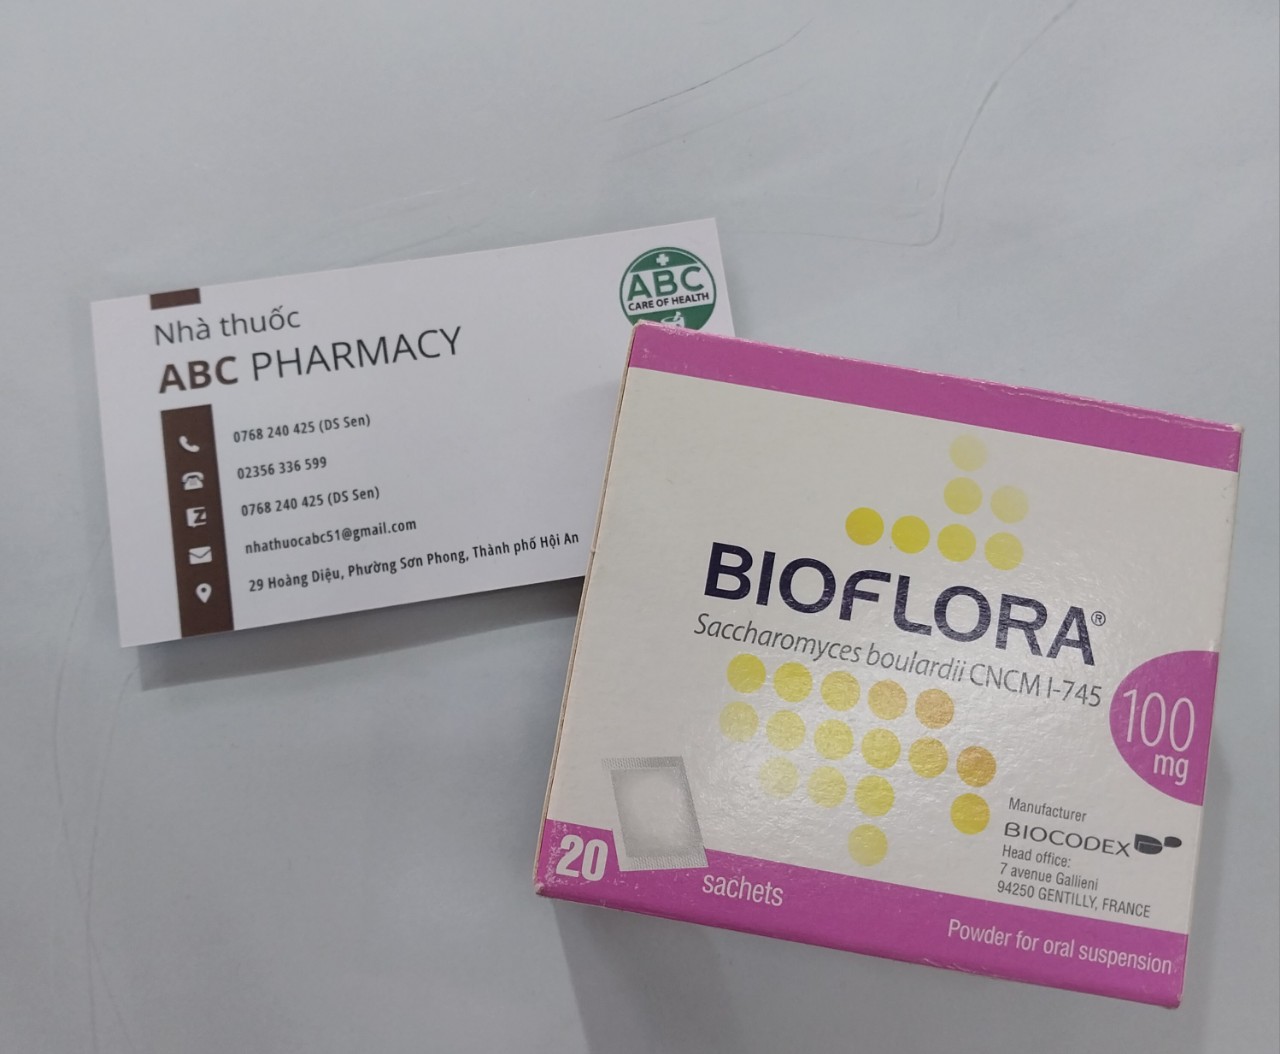 Nhà thuốc
ABC PHARMACY
0768 240 425 (DS Sen)
02356 336 599
0768 240 425 (DS Sen)
nhathuocabc51@gmail.com
29 Hoàng Diệu, Phường Sơn Phong, Thành phố Hội An
ABC
CARE OF HEALTH
BIOFLORA®
Saccharomyces boulardii CNCM I-745
100
mg
Manufacturer
BIOCODEX
Head office:
7 avenue Gallieni
94250 GENTILLY, FRANCE
20
sachets
Powder for oral suspension